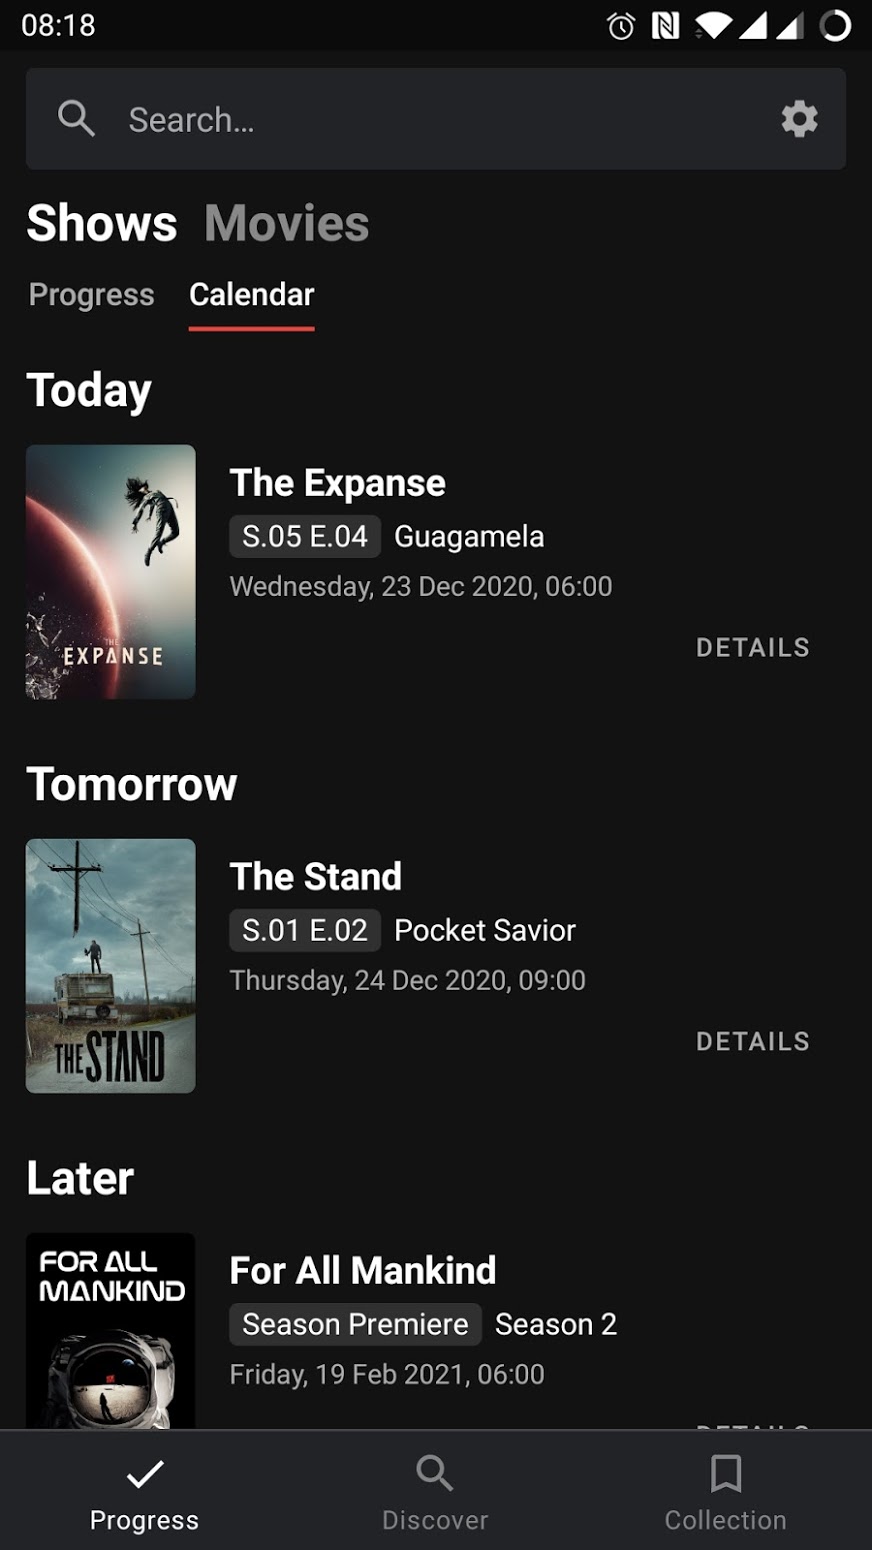 08:18
Search…
Shows Movies
Progress Calendar
Today
THE
EXPANSE
The Expanse
S.05 E.04 Guagamela
Wednesday, 23 Dec 2020, 06:00
DETAILS
Tomorrow
THE STAND
The Stand
S.01 E.02 Pocket Savior
Thursday, 24 Dec 2020, 09:00
DETAILS
Later
FOR ALL
MANKIND
For All Mankind
Season Premiere Season 2
Friday, 19 Feb 2021, 06:00
DETAILS
Progress Discover Collection